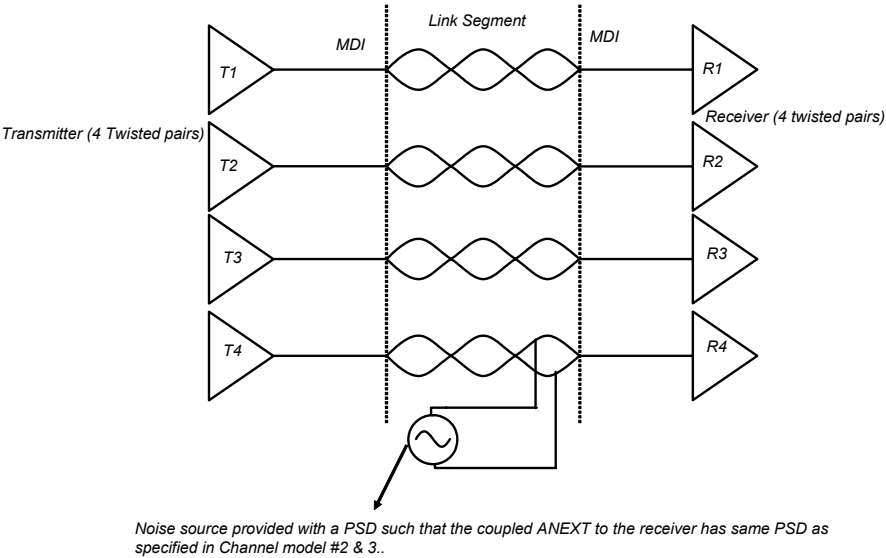 Link Segment
MDI
MDI
T1
R1
Transmitter (4 Twisted pairs)
Receiver (4 twisted pairs)
T2
R2
T3
R3
T4
R4
Noise source provided with a PSD such that the coupled ANEXT to the receiver has same PSD as
specified in Channel model #2 & 3..